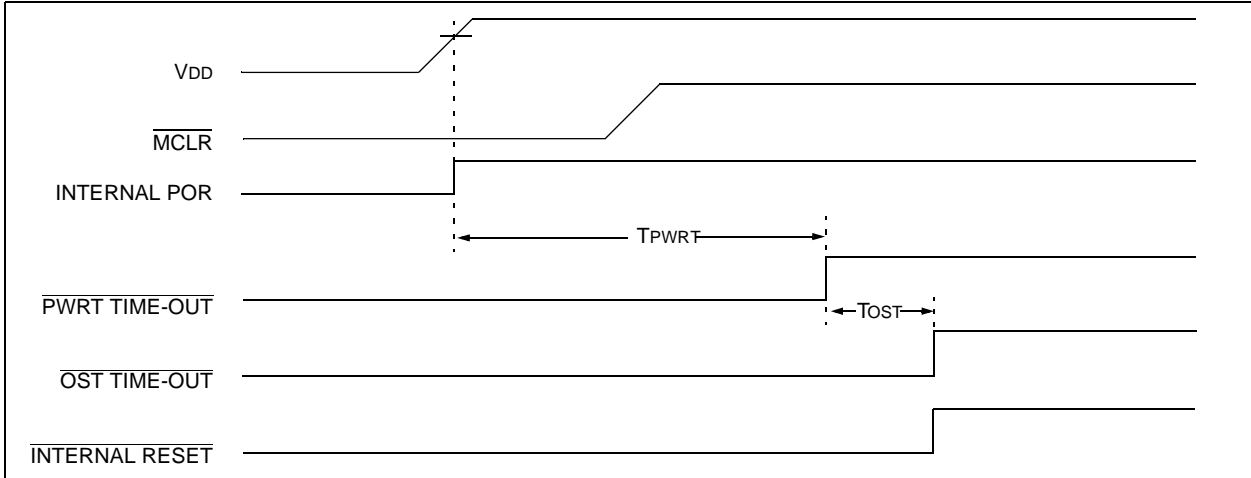 VDD
MCLR
INTERNAL POR
TPWRT
PWRT TIME-OUT
TOST
OST TIME-OUT
INTERNAL RESET